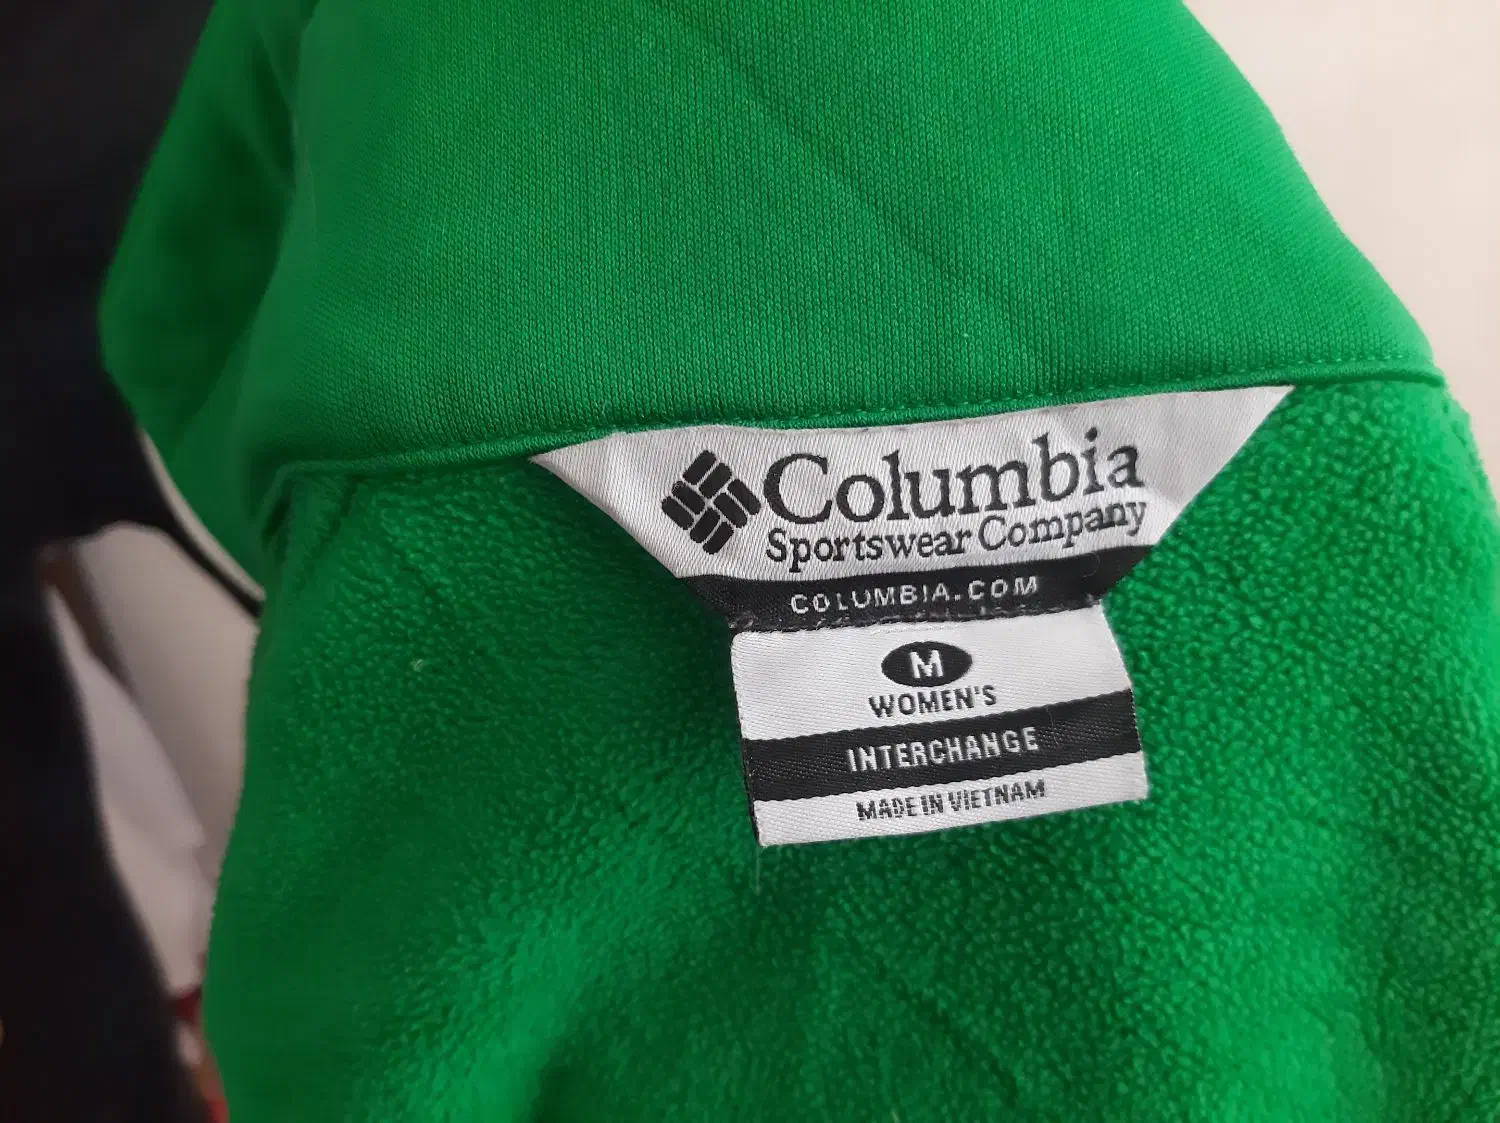 Columbia
Sportswear Company
COLUMBIA.COM
M
WOMEN'S
INTERCHANGE
MADE IN VIETNAM